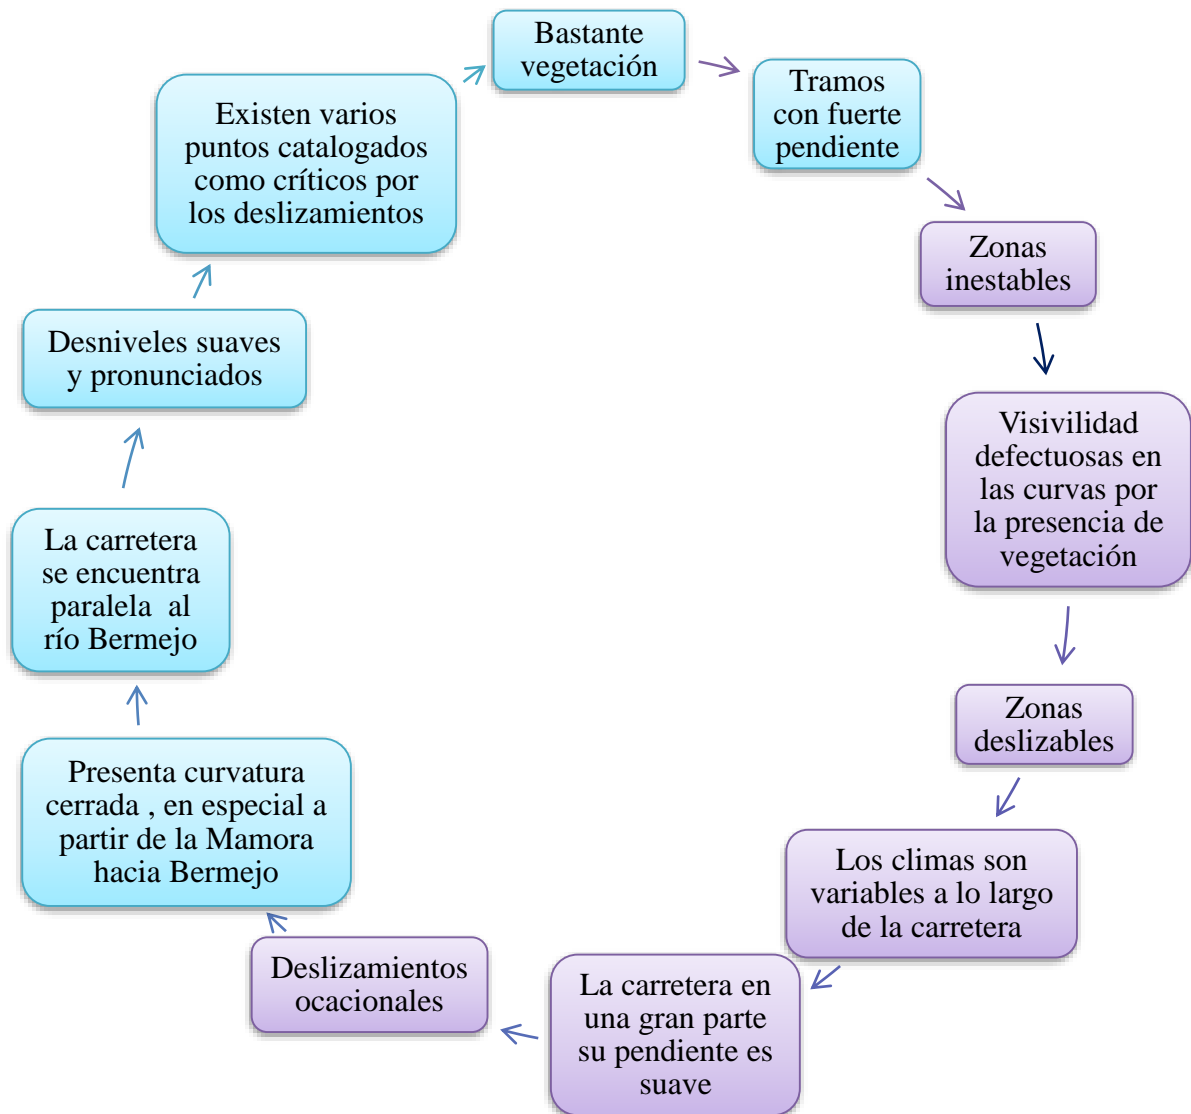 Bastante
vegetación
Tramos
con fuerte
pendiente
Zonas
inestables
Visivilidad
defectuosas en
las curvas por
la presencia de
vegetación
Zonas
deslizables
Los climas son
variables a lo largo
de la carretera
La carretera en
una gran parte
su pendiente es
suave
Deslizamientos
ocacionales
Presenta curvatura
cerrada , en especial a
partir de la Mamora
hacia Bermejo
La carretera
se encuentra
paralela  al
río Bermejo
Desniveles suaves
y pronunciados
Existen varios
puntos catalogados
como críticos por
los deslizamientos